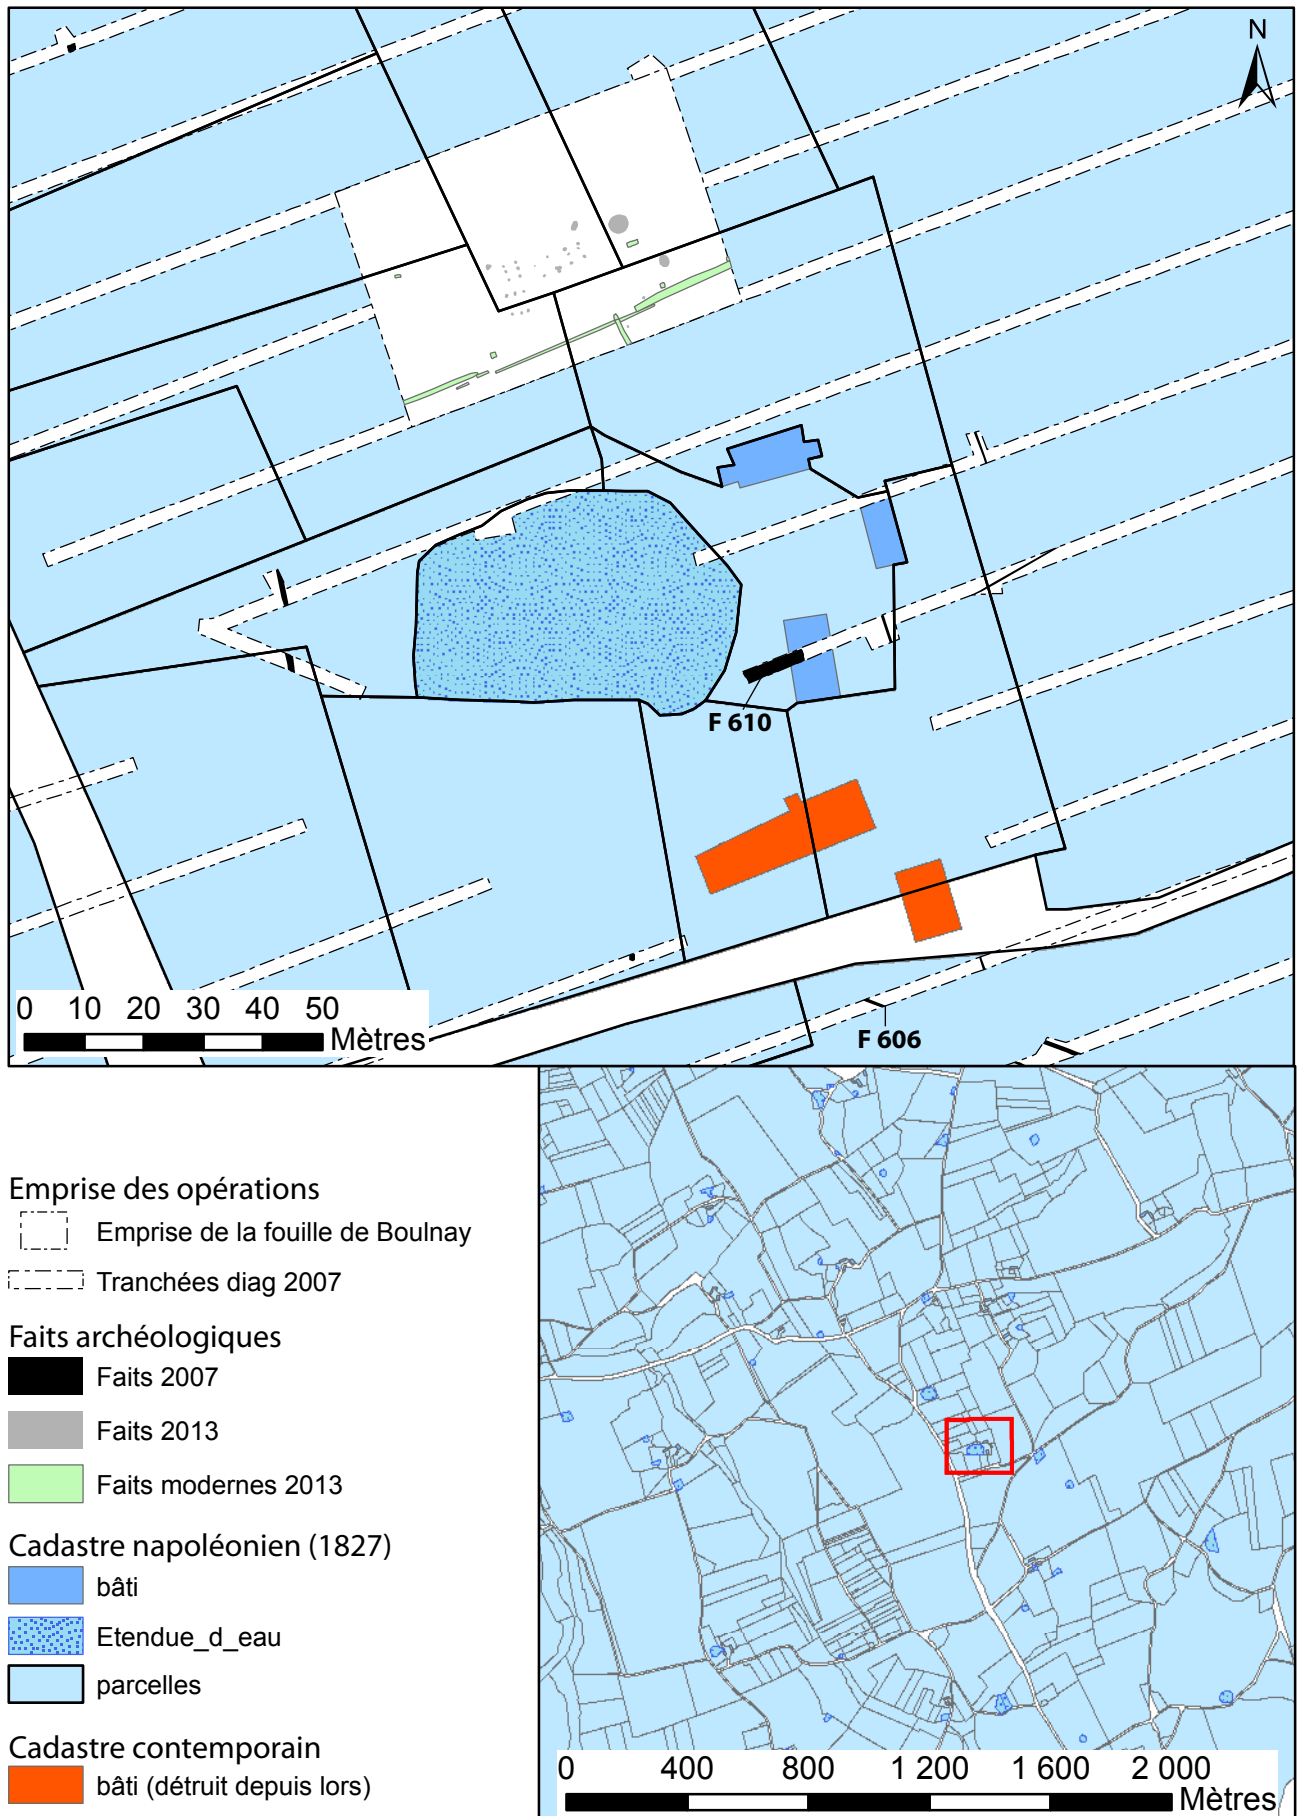 N
F 610
F 606
0 10 20 30 40 50
Mètres
Emprise des opérations
Emprise de la fouille de Boulnay
Tranchées diag 2007
Faits archéologiques
Faits 2007
Faits 2013
Faits modernes 2013
Cadastre napoléonien (1827)
bâti
Etendue_d_eau
parcelles
Cadastre contemporain
bâti (détruit depuis lors)
0 400 800 1 200 1 600 2 000
Mètres